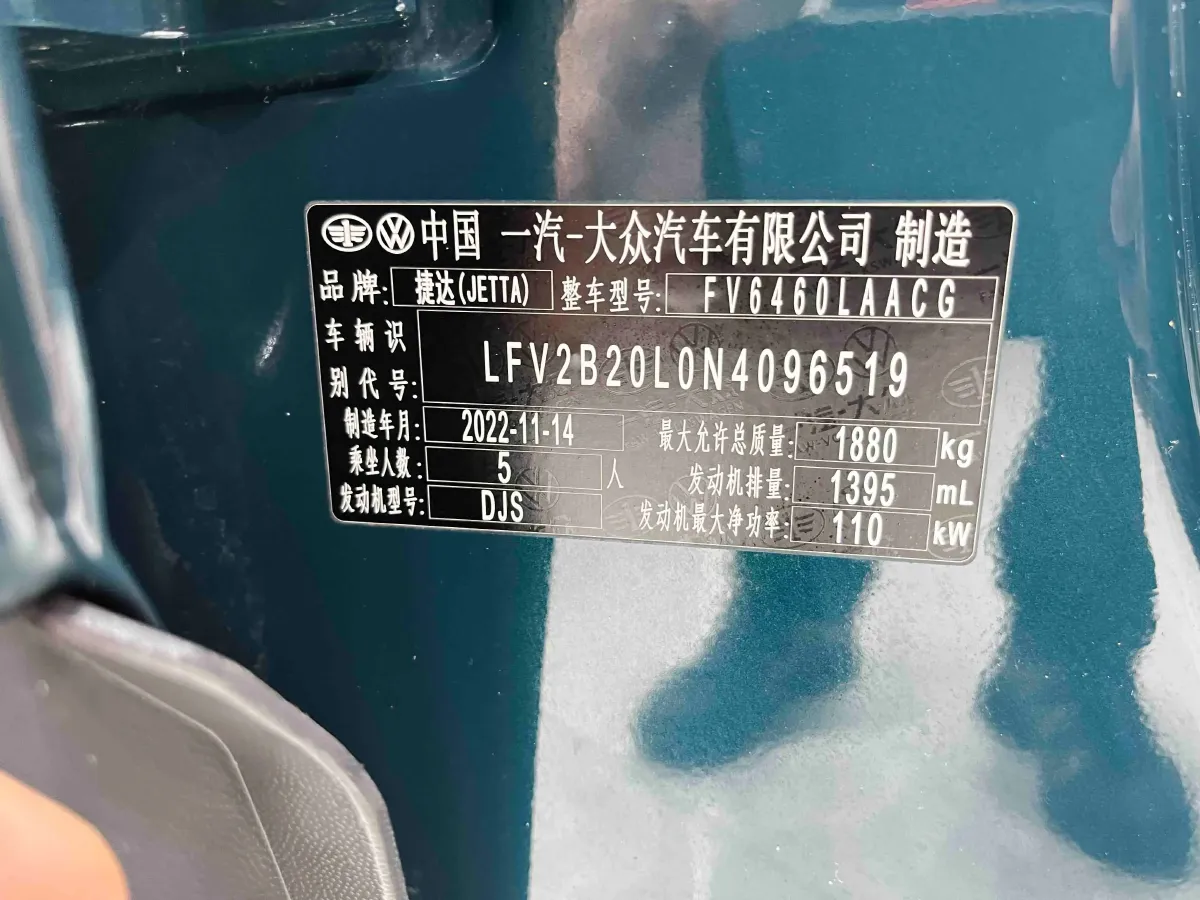 中国 一汽-大众汽车有限公司 制造
品牌: 捷达(JETTA) 整车型号: FV6460LAACG
车辆识别代号: LFV2B20L0N4096519
制造年月: 2022-11-14 最大允许总质量: 1880 kg
乘坐人数: 5 人 发动机排量: 1395 mL
发动机型号: DJS 发动机最大净功率: 110 kW